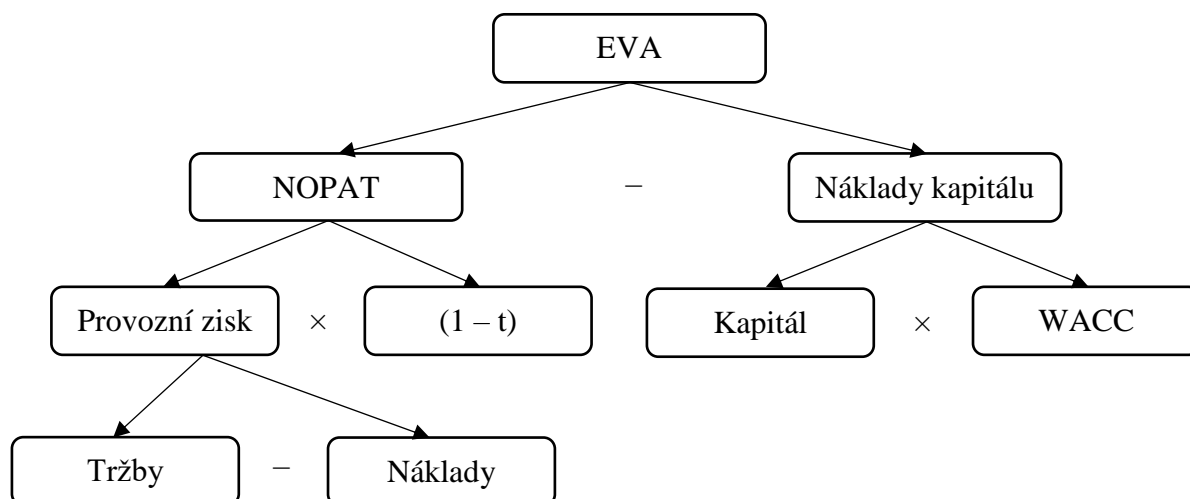 EVA
NOPAT – Náklady kapitálu
Provozní zisk × (1 – t) Kapitál × WACC
Tržby – Náklady